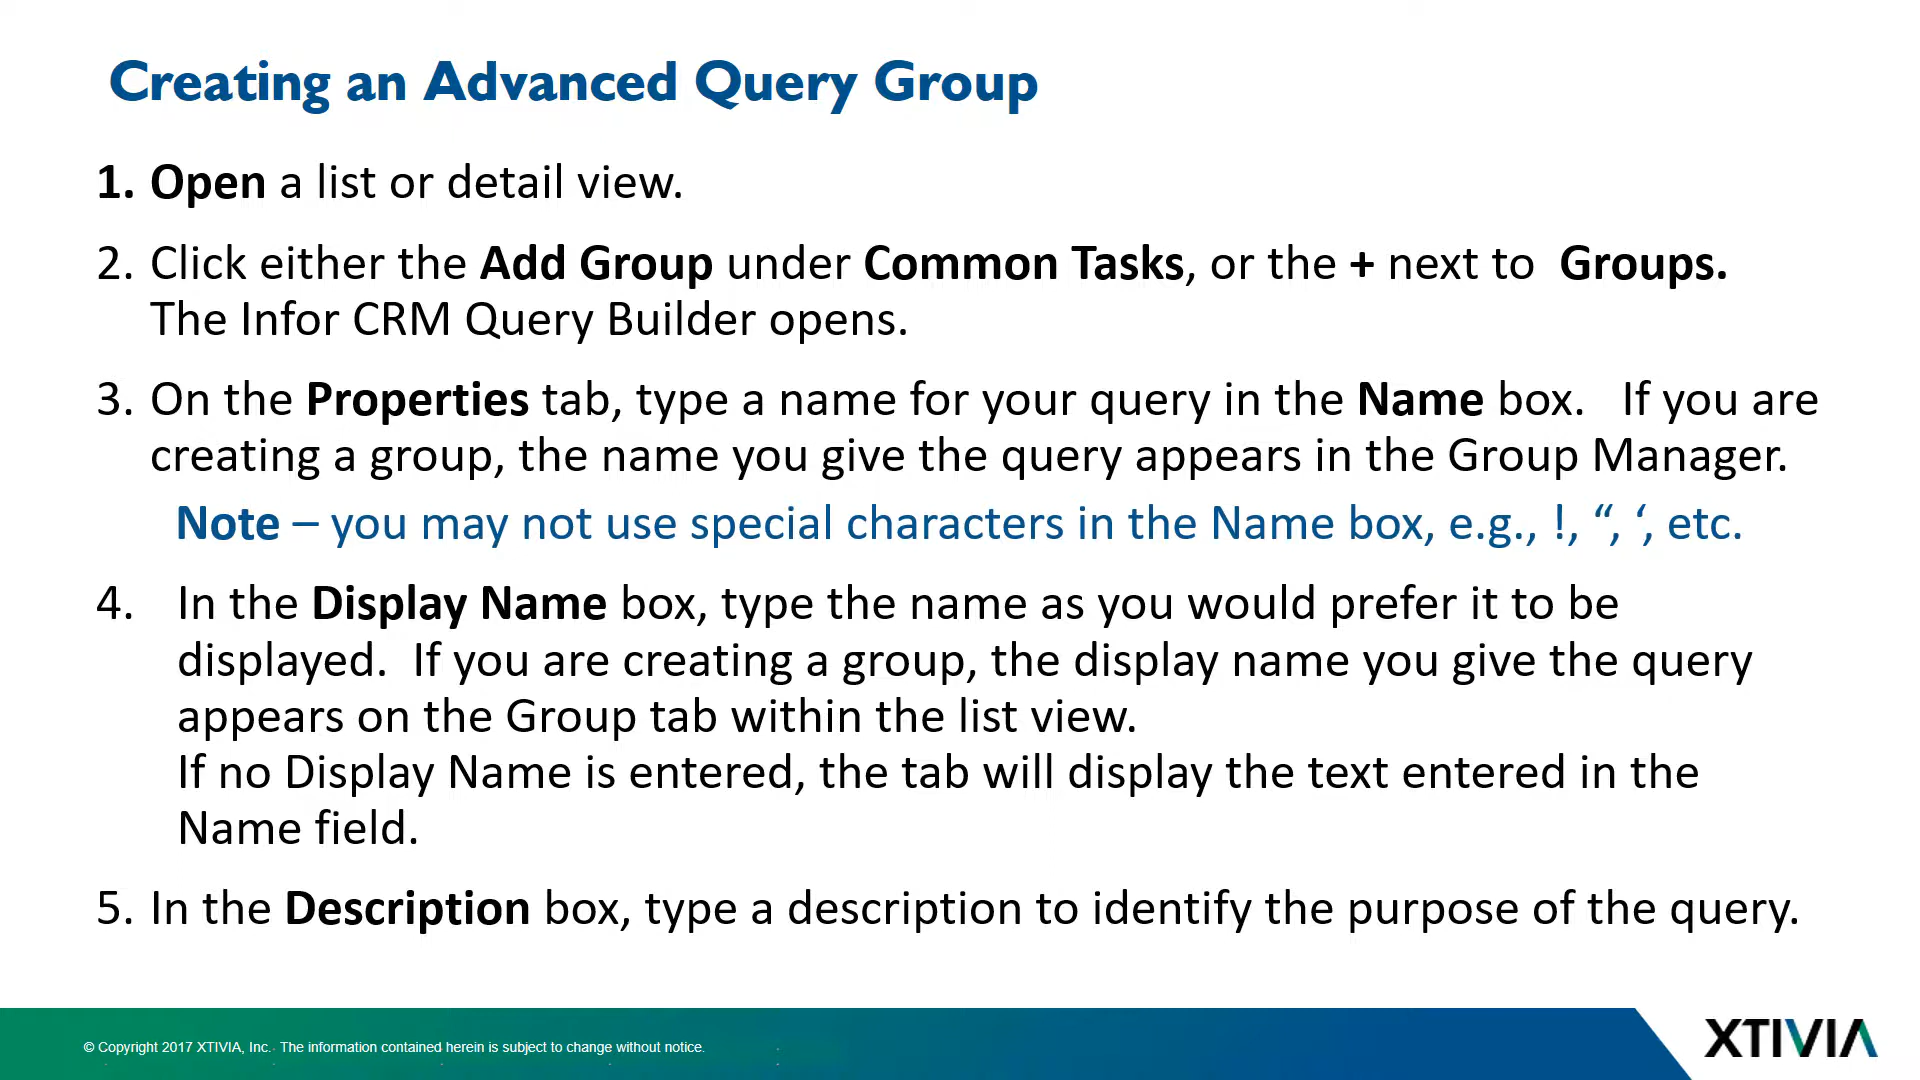 Creating an Advanced Query Group
1. Open a list or detail view.
2. Click either the Add Group under Common Tasks, or the + next to  Groups.
The Infor CRM Query Builder opens.
3. On the Properties tab, type a name for your query in the Name box.   If you are
creating a group, the name you give the query appears in the Group Manager.
Note – you may not use special characters in the Name box, e.g., !, “, ‘, etc.
4. In the Display Name box, type the name as you would prefer it to be
displayed.  If you are creating a group, the display name you give the query
appears on the Group tab within the list view.
If no Display Name is entered, the tab will display the text entered in the
Name field.
5. In the Description box, type a description to identify the purpose of the query.
© Copyright 2017 XTIVIA, Inc.  The information contained herein is subject to change without notice.
XTIVIA